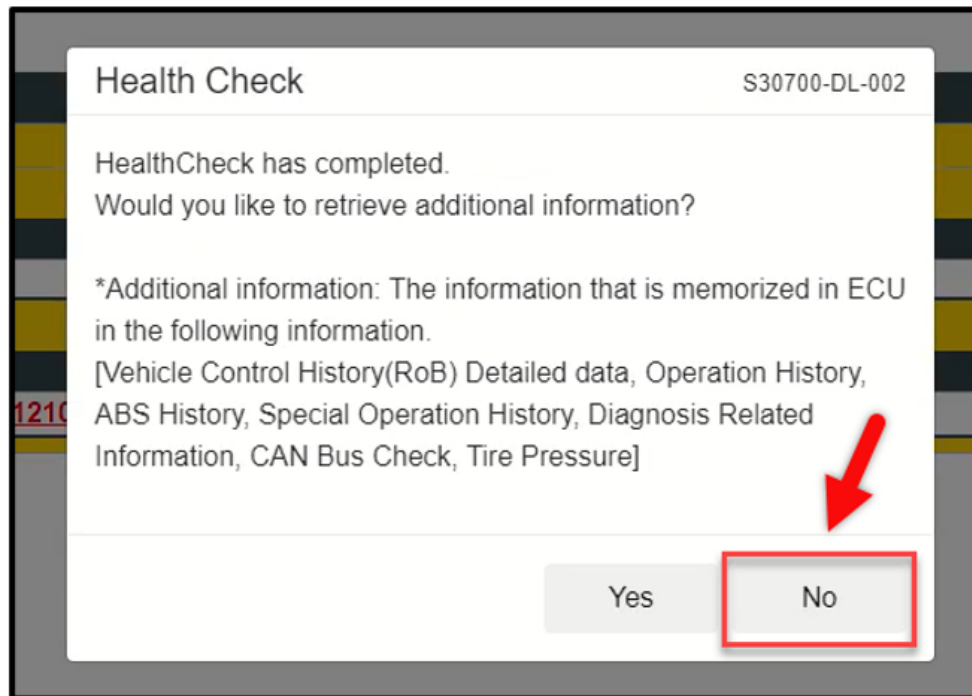 Health Check
S30700-DL-002
HealthCheck has completed.
Would you like to retrieve additional information?
*Additional information: The information that is memorized in ECU
in the following information.
[Vehicle Control History(RoB) Detailed data, Operation History,
ABS History, Special Operation History, Diagnosis Related
Information, CAN Bus Check, Tire Pressure]
1210
Yes
No